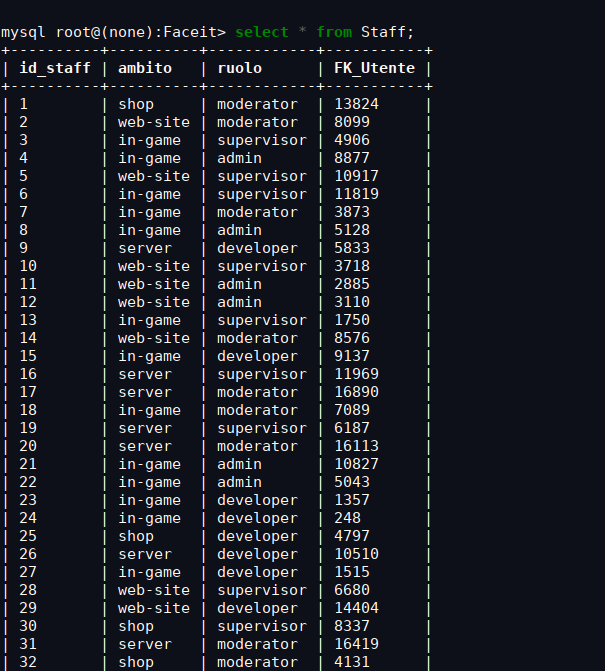 mysql root@(none):Faceit> select * from Staff;
+----------+----------+------------+-----------+
| id_staff | ambito   | ruolo      | FK_Utente |
+----------+----------+------------+-----------+
| 1        | shop     | moderator  | 13824     |
| 2        | web-site | moderator  | 8099      |
| 3        | in-game  | supervisor | 4906      |
| 4        | in-game  | admin      | 8877      |
| 5        | web-site | supervisor | 10917     |
| 6        | in-game  | supervisor | 11819     |
| 7        | in-game  | moderator  | 3873      |
| 8        | in-game  | admin      | 5128      |
| 9        | server   | developer  | 5833      |
| 10       | web-site | supervisor | 3718      |
| 11       | web-site | admin      | 2885      |
| 12       | web-site | admin      | 3110      |
| 13       | in-game  | supervisor | 1750      |
| 14       | web-site | moderator  | 8576      |
| 15       | in-game  | developer  | 9137      |
| 16       | server   | supervisor | 11969     |
| 17       | server   | moderator  | 16890     |
| 18       | in-game  | moderator  | 7089      |
| 19       | server   | supervisor | 6187      |
| 20       | server   | moderator  | 16113     |
| 21       | in-game  | admin      | 10827     |
| 22       | in-game  | admin      | 5043      |
| 23       | in-game  | developer  | 1357      |
| 24       | in-game  | developer  | 248       |
| 25       | shop     | developer  | 4797      |
| 26       | server   | developer  | 10510     |
| 27       | in-game  | developer  | 1515      |
| 28       | web-site | supervisor | 6680      |
| 29       | web-site | developer  | 14404     |
| 30       | shop     | supervisor | 8337      |
| 31       | server   | moderator  | 16419     |
| 32       | shop     | moderator  | 4131      |